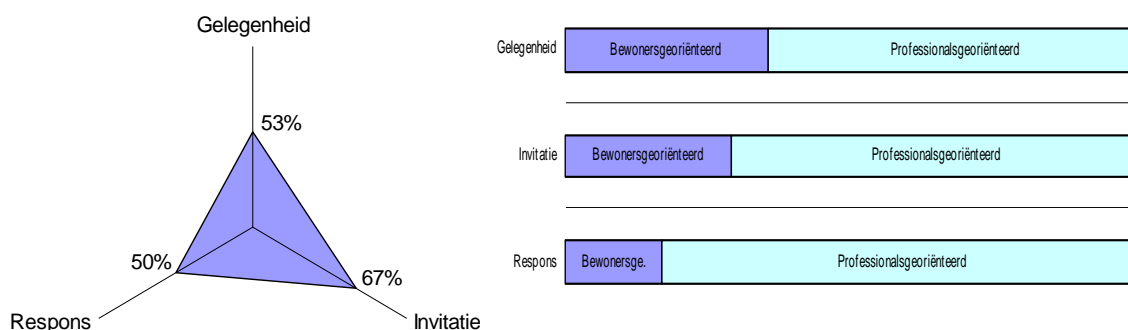 Gelegenheid
53%
50%
67%
Respons
Invitatie
Gelegenheid
Bewonersgeoriënteerd
Professionalsgeoriënteerd
Invitatie
Bewonersgeoriënteerd
Professionalsgeoriënteerd
Respons
Bewonersge.
Professionalsgeoriënteerd